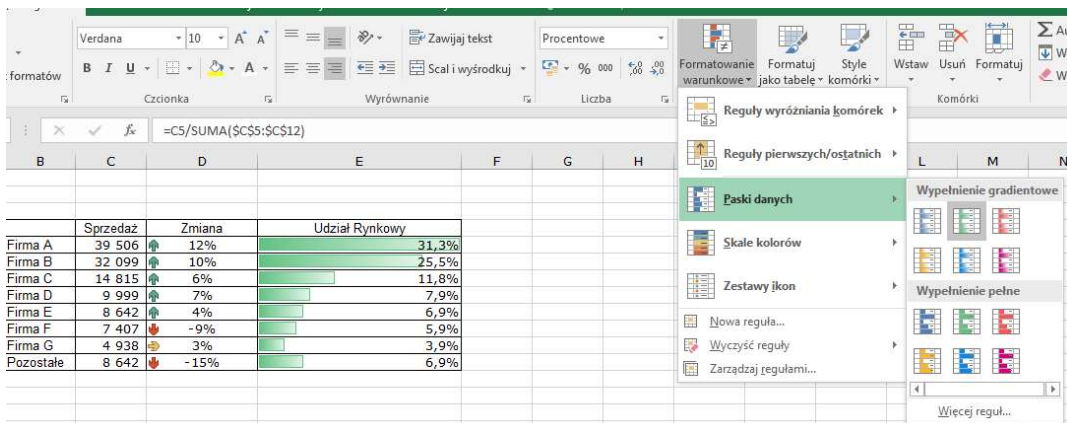 Verdana 10 A A Zawijaj tekst Procentowe
formatów B I U A Scal i wyśrodkuj % 000 Formatowanie warunkowe Formatuj jako tabelę Style komórki Wstaw Usuń Formatuj
Czcionka Wyrównanie Liczba Komórki
fx =C5/SUMA($C$5:$C$12)
B C D E F G H L M N
Sprzedaż Zmiana Udział Rynkowy
Firma A 39 506 12% 31,3%
Firma B 32 099 10% 25,5%
Firma C 14 815 6% 11,8%
Firma D 9 999 7% 7,9%
Firma E 8 642 4% 6,9%
Firma F 7 407 -9% 5,9%
Firma G 4 938 3% 3,9%
Pozostałe 8 642 -15% 6,9%
Reguły wyróżniania komórek
Reguły pierwszych/ostatnich
10
Paski danych
Skale kolorów
Zestawy ikon
Nowa reguła...
Wyczyść reguły
Zarządzaj regułami...
Wypełnienie gradientowe
Wypełnienie pełne
Więcej reguł...